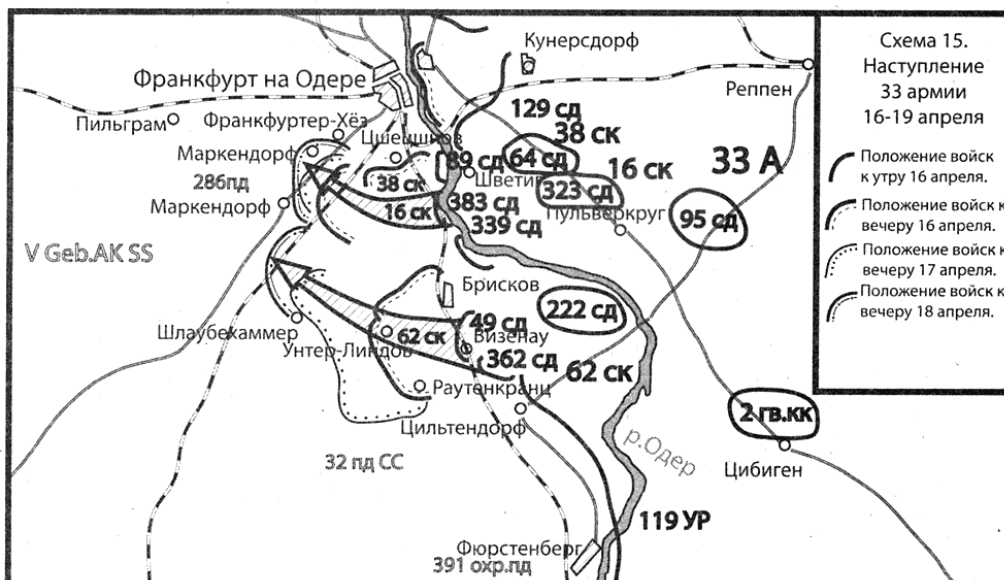 Схема 15.
Наступление
33 армии
16-19 апреля
Положение войск
к утру 16 апреля.
Положение войск к
вечеру 16 апреля.
Положение войск к
вечеру 17 апреля.
Положение войск к
вечеру 18 апреля.
Кунерсдорф
Франкфурт на Одере
Реппен
129 сд
Пильграм
Франкфуртер-Хёз
38 ск
Цшецшнов
Маркендорф
89 сд
64 сд
16 ск
33 А
286пд
38 ск
323 сд
Маркендорф
16 ск
383 сд
Пульверкруг
95 сд
339 сд
V Geb.AK SS
Брисков
222 сд
Шлаубехаммер
49 сд
62 ск
Унтер-Линдов
Визенау
362 сд
62 ск
Раутенкранц
2 гв.кк
Цильтендорф
р.Одер
32 пд СС
Цибиген
119 УР
Фюрстенберг
391 охр.пд